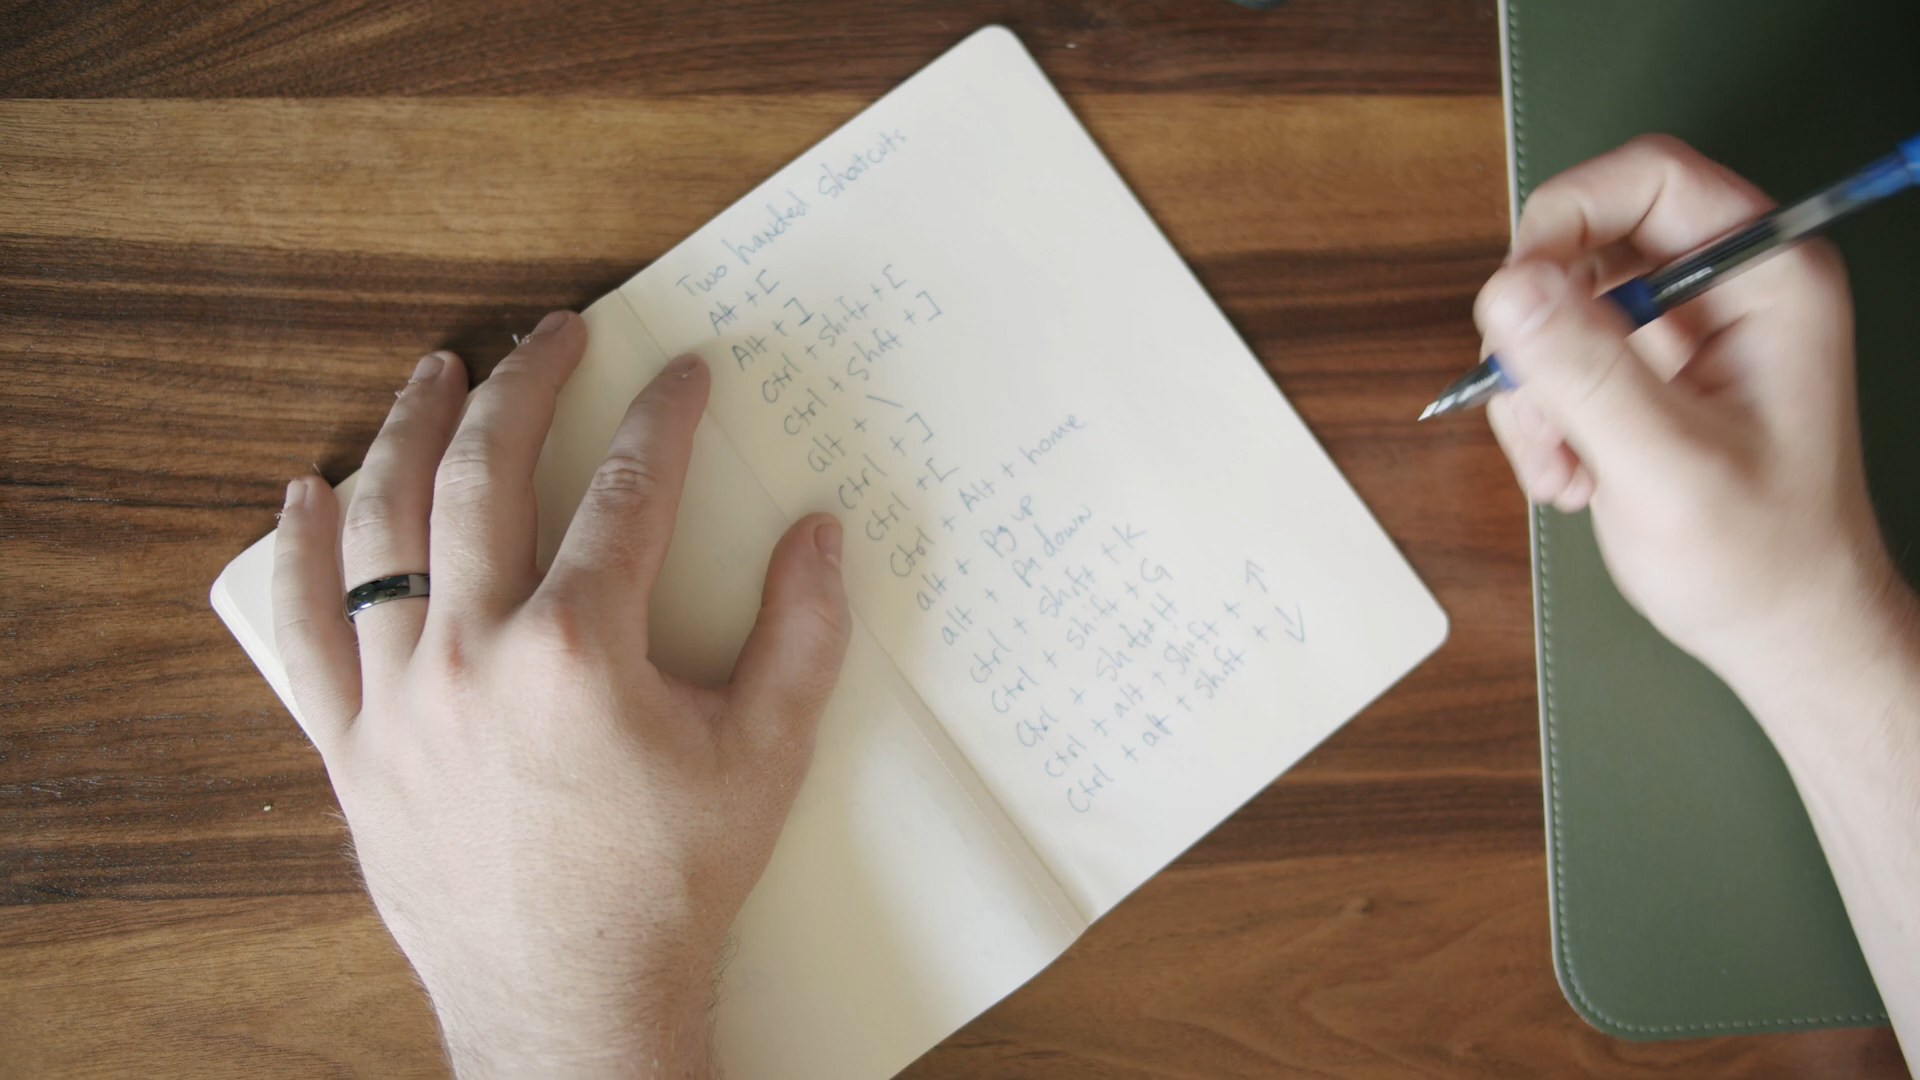 Two handed shortcuts
Alt + [
Alt + ]
Ctrl + shift + [
Ctrl + shift + ]
alt + \
Ctrl + ]
Ctrl + [
Ctrl + Alt + home
alt + pg up
alt + pg down
Ctrl + shift + K
Ctrl + shift + G
Ctrl + shift H
Ctrl + alt + shift + ↑
Ctrl + alt + shift + ↓